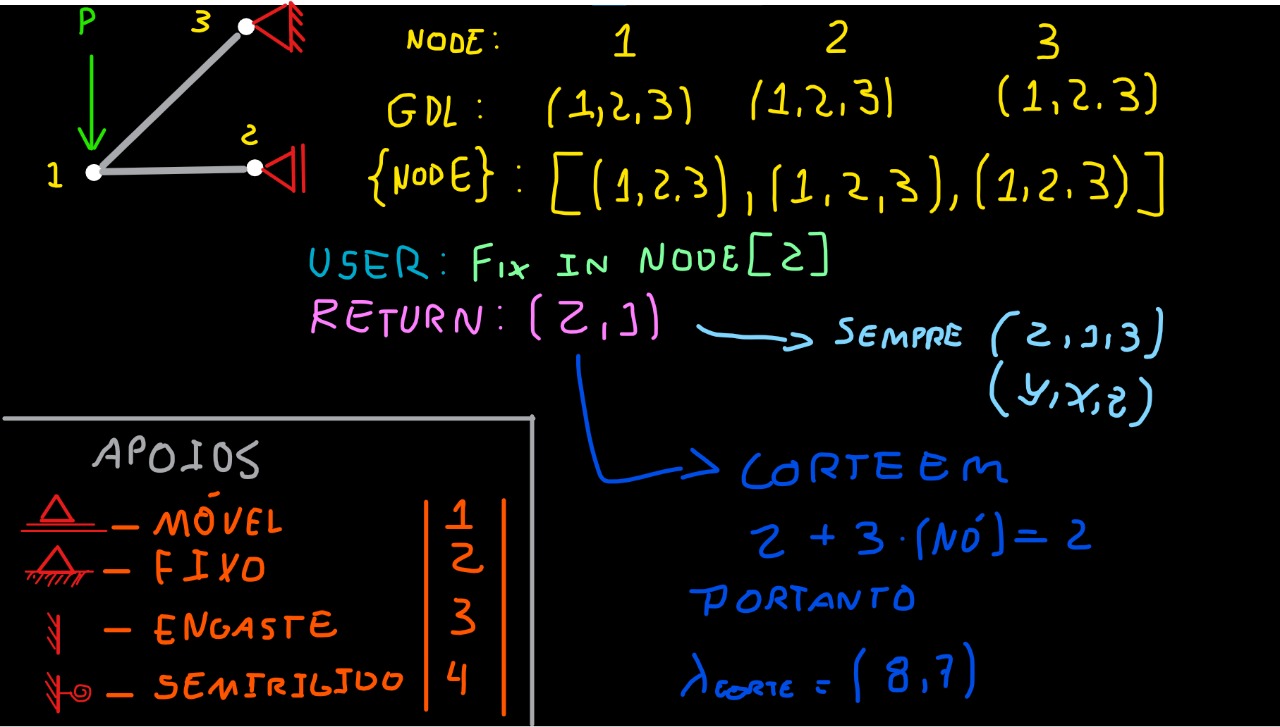 P
3
2
1
NODE: 1 2 3
GDL: (1,2,3) (1,2,3) (1,2.3)
{NODE}: [(1,2.3),(1,2,3),(1,2,3)]
USER: FIX IN NODE[2]
RETURN: (2,1)
SEMPRE (2,1,3)
(y,x,z)
CORTE EM
2 + 3·(NÓ) = 2
PORTANTO
λCORTE = (8,7)
APOIOS
– MÓVEL 1
– FIXO 2
– ENGASTE 3
– SEMIRIGIDO 4